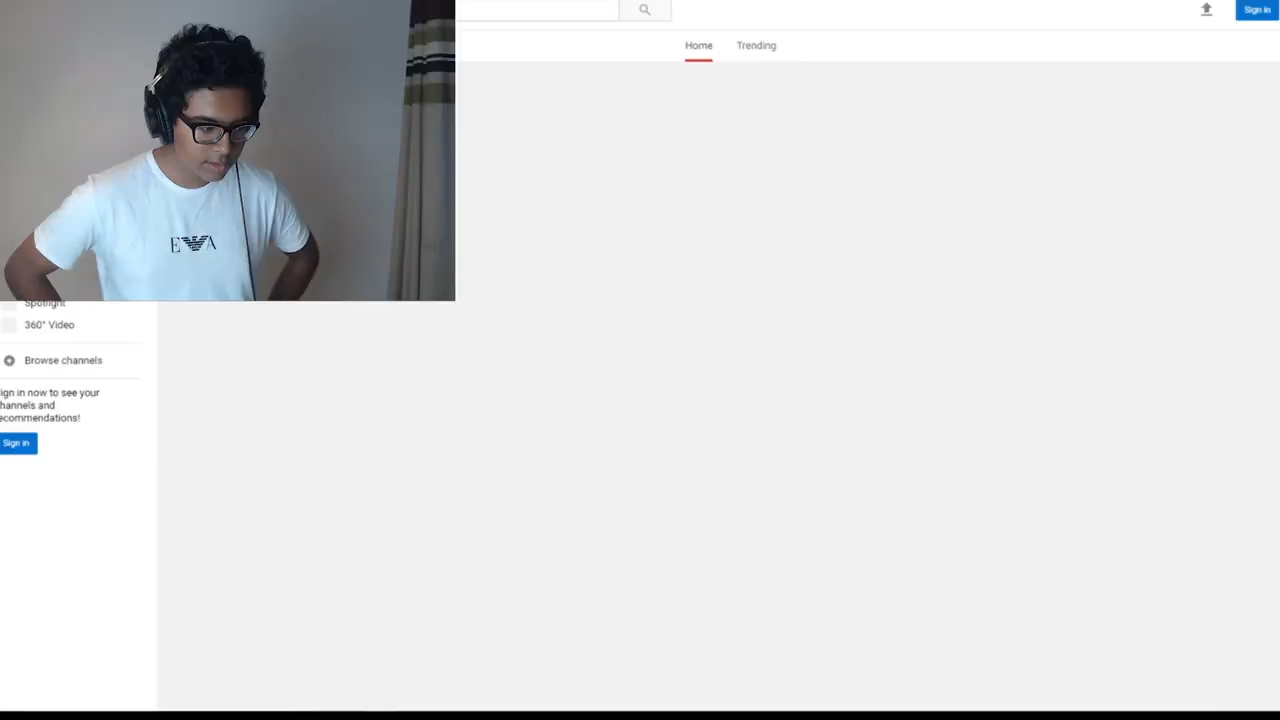 Sign in
Home
Trending
E A
Spotlight
360° Video
Browse channels
ign in now to see your
hannels and
ecommendations!
Sign in